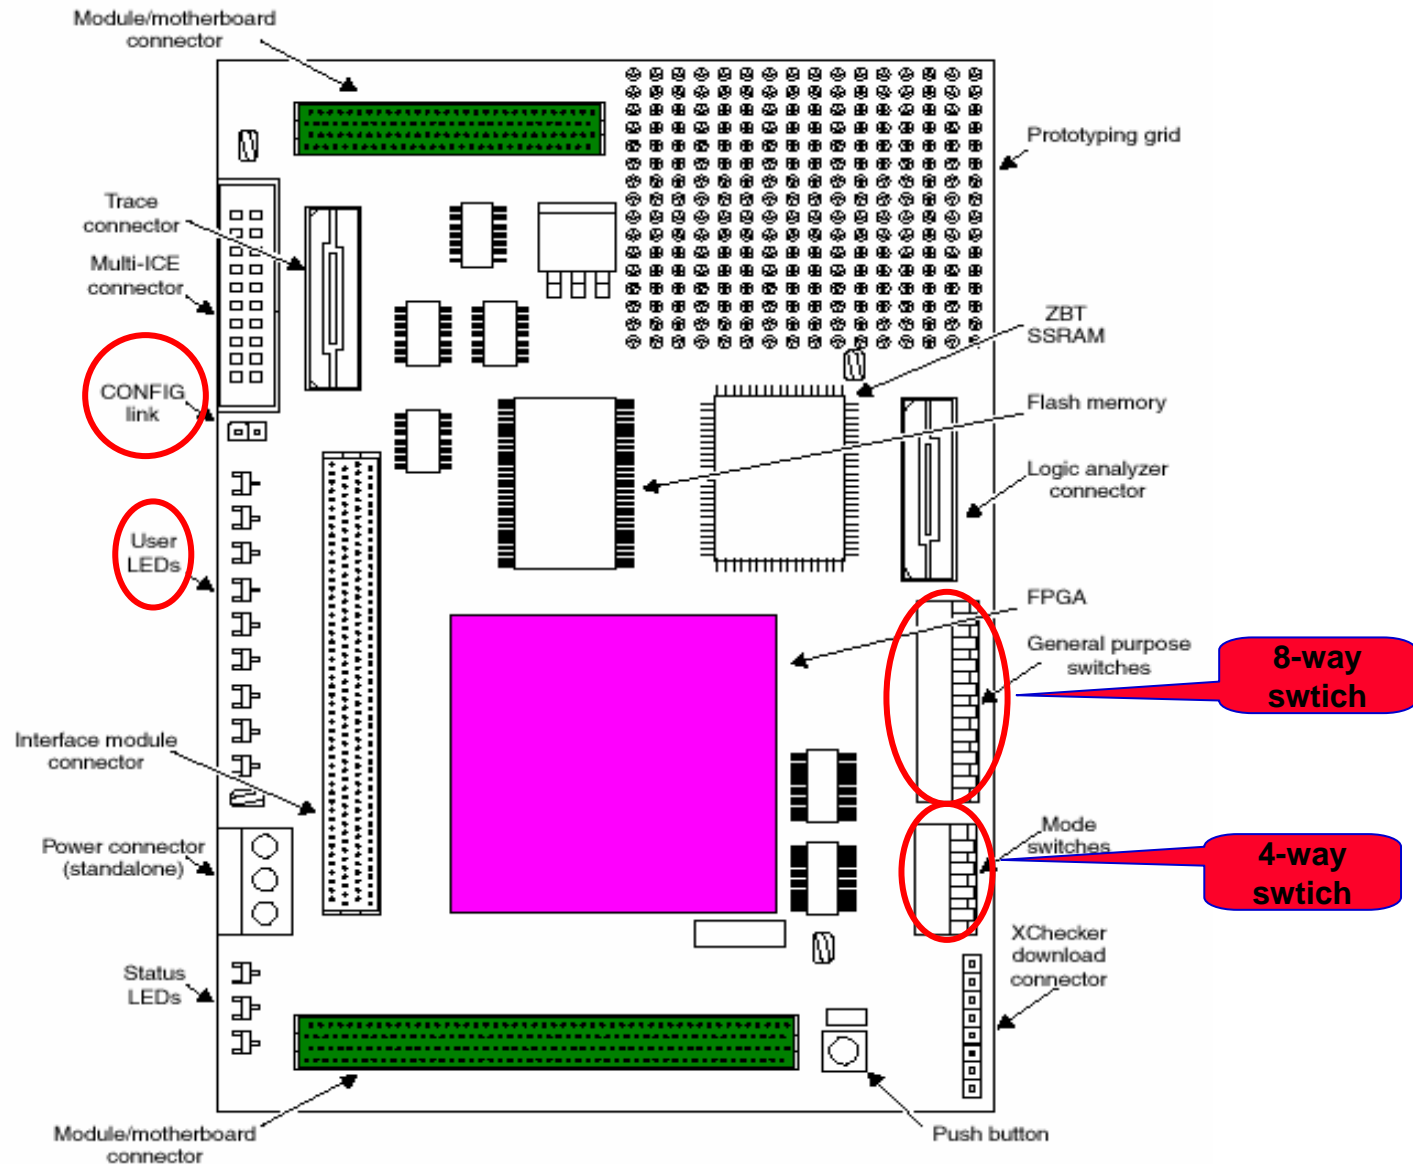 Module/motherboard
connector
Prototyping grid
Trace
connector
Multi-ICE
connector
ZBT
SSRAM
CONFIG
link
Flash memory
Logic analyzer
connector
User
LEDs
FPGA
General purpose
switches
8-way
swtich
Interface module
connector
Mode
switches
Power connector
(standalone)
4-way
swtich
XChecker
download
connector
Status
LEDs
Push button
Module/motherboard
connector